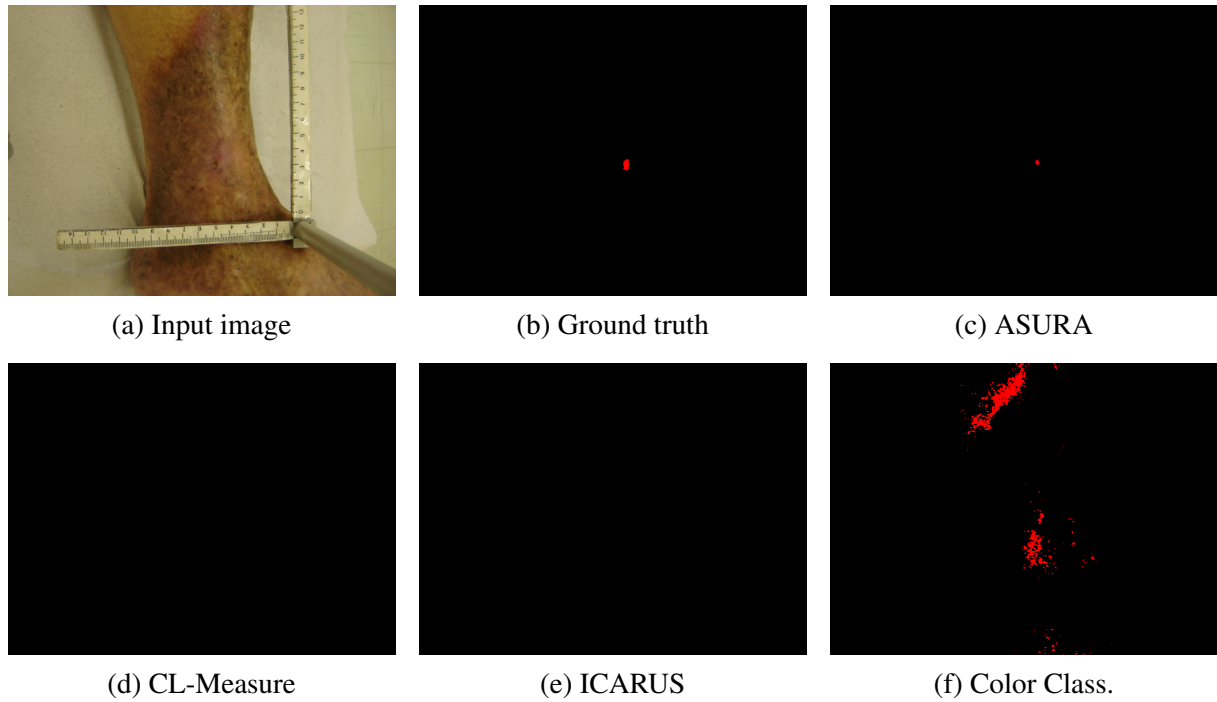 (a) Input image
(b) Ground truth
(c) ASURA
(d) CL-Measure
(e) ICARUS
(f) Color Class.